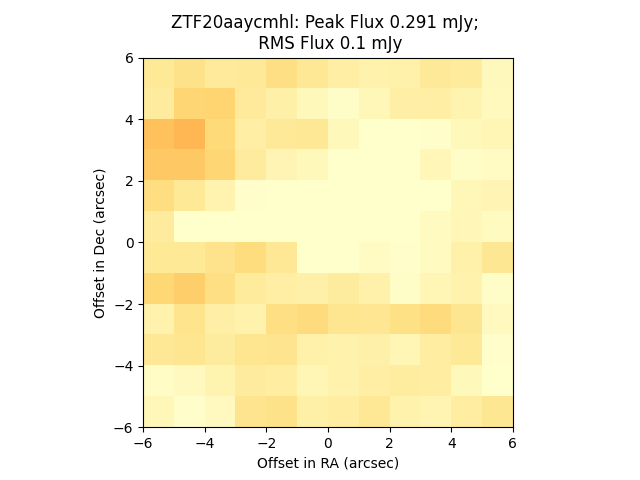 ZTF20aaycmhl: Peak Flux 0.291 mJy;
RMS Flux 0.1 mJy
6
4
2
0
−2
−4
−6
Offset in Dec (arcsec)
−6 −4 −2 0 2 4 6
Offset in RA (arcsec)